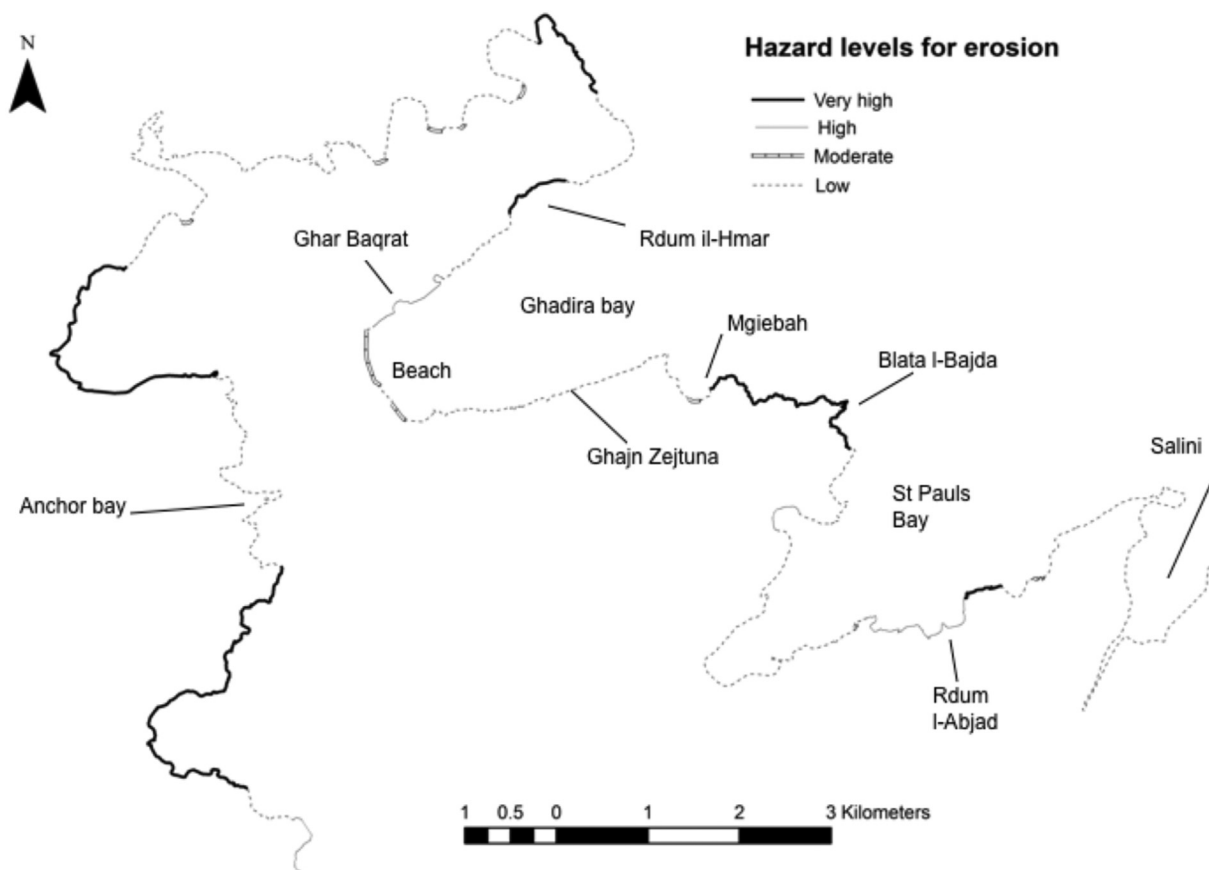 N
Hazard levels for erosion
Very high
High
Moderate
Low
Ghar Baqrat
Rdum il-Hmar
Ghadira bay
Mgiebah
Beach
Blata l-Bajda
Ghajn Zejtuna
Salini
Anchor bay
St Pauls
Bay
Rdum
l-Abjad
1 0.5 0 1 2 3 Kilometers